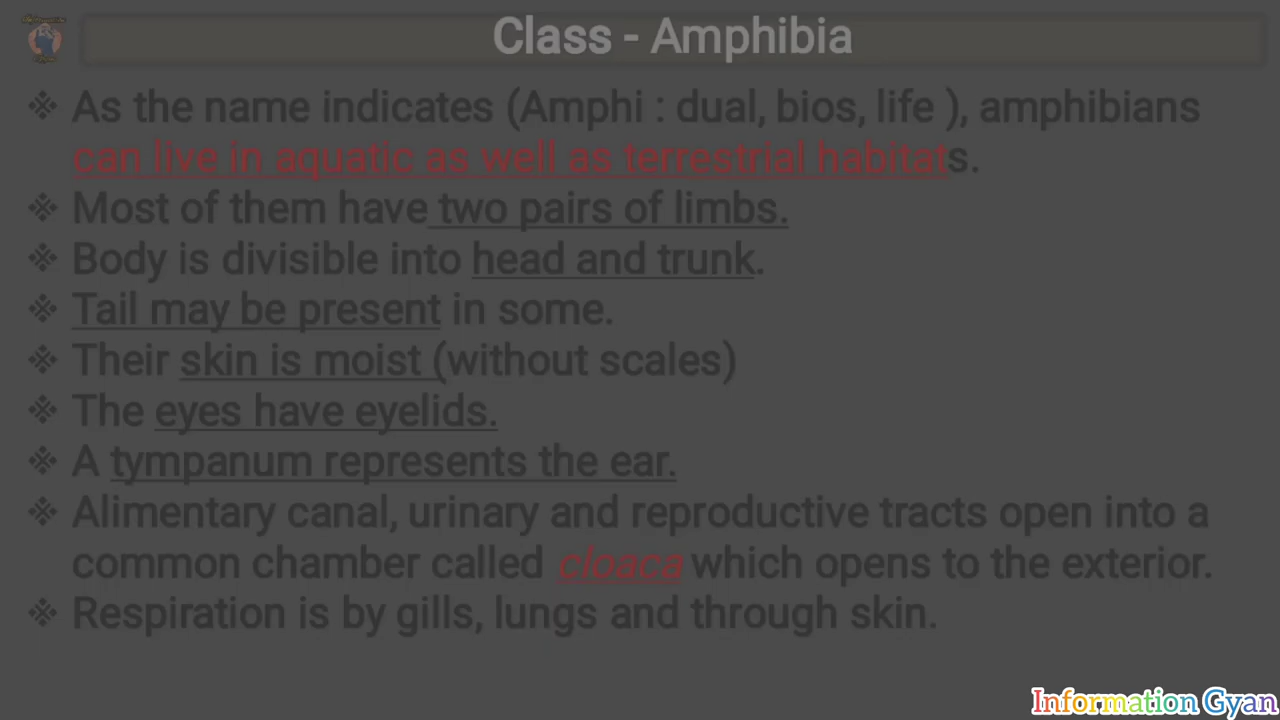 Class - Amphibia
❖ As the name indicates (Amphi : dual, bios, life ), amphibians
can live in aquatic as well as terrestrial habitats.
❖ Most of them have two pairs of limbs.
❖ Body is divisible into head and trunk.
❖ Tail may be present in some.
❖ Their skin is moist (without scales)
❖ The eyes have eyelids.
❖ A tympanum represents the ear.
❖ Alimentary canal, urinary and reproductive tracts open into a
common chamber called cloaca which opens to the exterior.
❖ Respiration is by gills, lungs and through skin.
Information Gyan